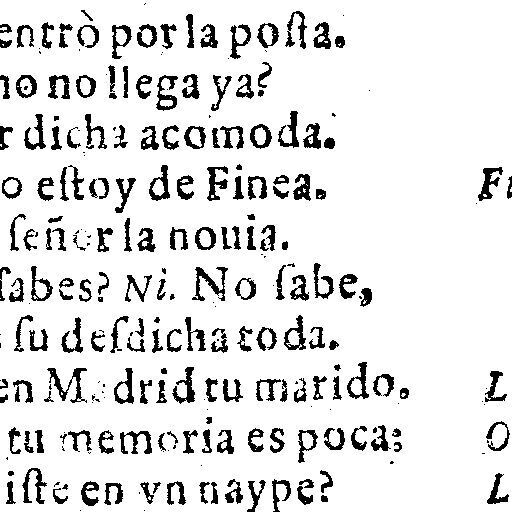 entrò por la posta.
no no llega ya?
r dicha acomoda.
o estoy de Finea. Fi
señor la nouia.
sabes? Ni. No sabe,
su desdicha toda.
en Madrid tu marido. L
tu memoria es poca; O
iste en vn naype? L